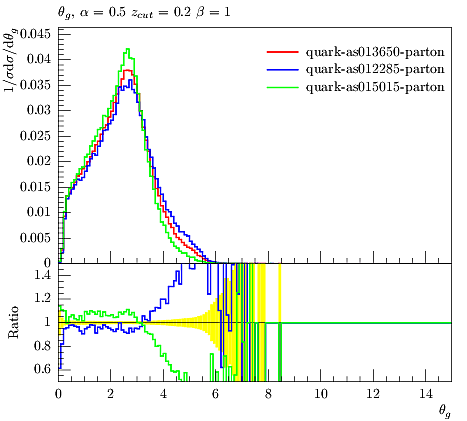 θg, α = 0.5 zcut = 0.2 β = 1
1/σdσ/dθg
0.045
0.04
0.035
0.03
0.025
0.02
0.015
0.01
0.005
0
quark-as013650-parton
quark-as012285-parton
quark-as015015-parton
Ratio
1.4
1.2
1
0.8
0.6
0 2 4 6 8 10 12 14
θg